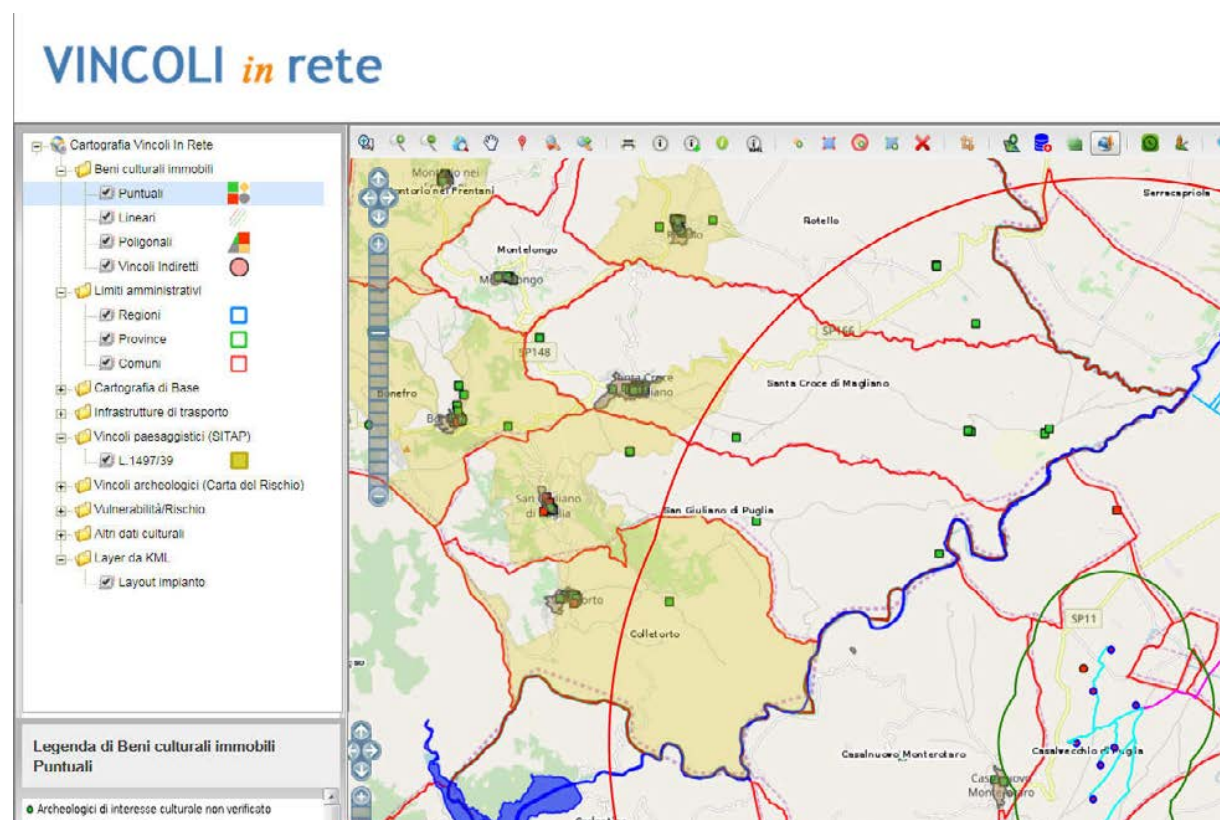 VINCOLI in rete
Cartografia Vincoli In Rete
Beni culturali immobili
Puntuali
Lineari
Poligonali
Vincoli Indiretti
Limiti amministrativi
Regioni
Province
Comuni
Cartografia di Base
Infrastrutture di trasporto
Vincoli paesaggistici (SITAP)
L.1497/39
Vincoli archeologici (Carta del Rischio)
Vulnerabilità/Rischio
Altri dati culturali
Layer da KML
Layout impianto
Legenda di Beni culturali immobili
Puntuali
Archeologici di interesse culturale non verificato
Serracapriola
Rotello
Montelongo
SP166
SP148
Santa Croce di Magliano
Bonefro
San Giuliano di Puglia
Colletorto
SP11
Casalnuovo Monterotaro
Casalvecchio di Puglia